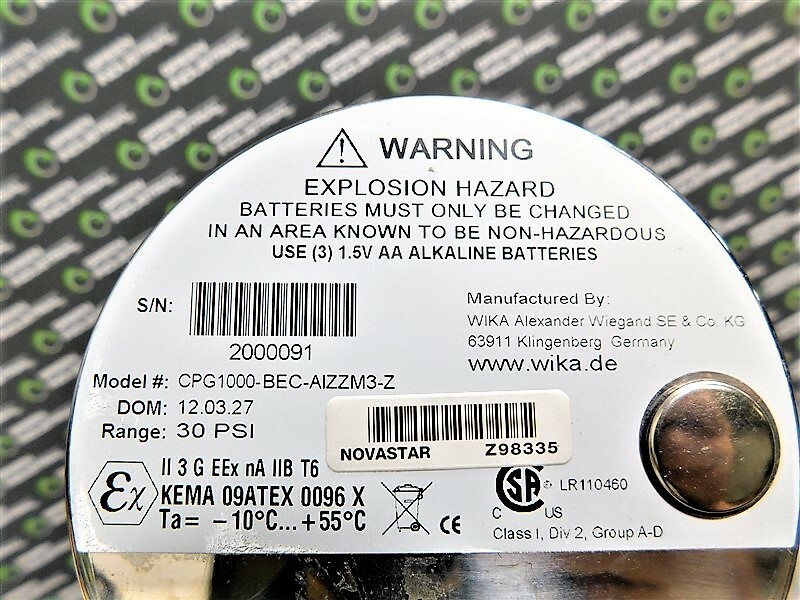 WARNING
EXPLOSION HAZARD
BATTERIES MUST ONLY BE CHANGED
IN AN AREA KNOWN TO BE NON-HAZARDOUS
USE (3) 1.5V AA ALKALINE BATTERIES
S/N:
2000091
Manufactured By:
WIKA Alexander Wiegand SE & Co. KG
63911 Klingenberg Germany
www.wika.de
Model #: CPG1000-BEC-AIZZM3-Z
DOM: 12.03.27
Range: 30 PSI
NOVASTAR Z98335
Ex
II 3 G EEx nA IIB T6
KEMA 09ATEX 0096 X
Ta= −10°C...+55°C
CE
SA ® LR110460
C US
Class I, Div 2, Group A-D